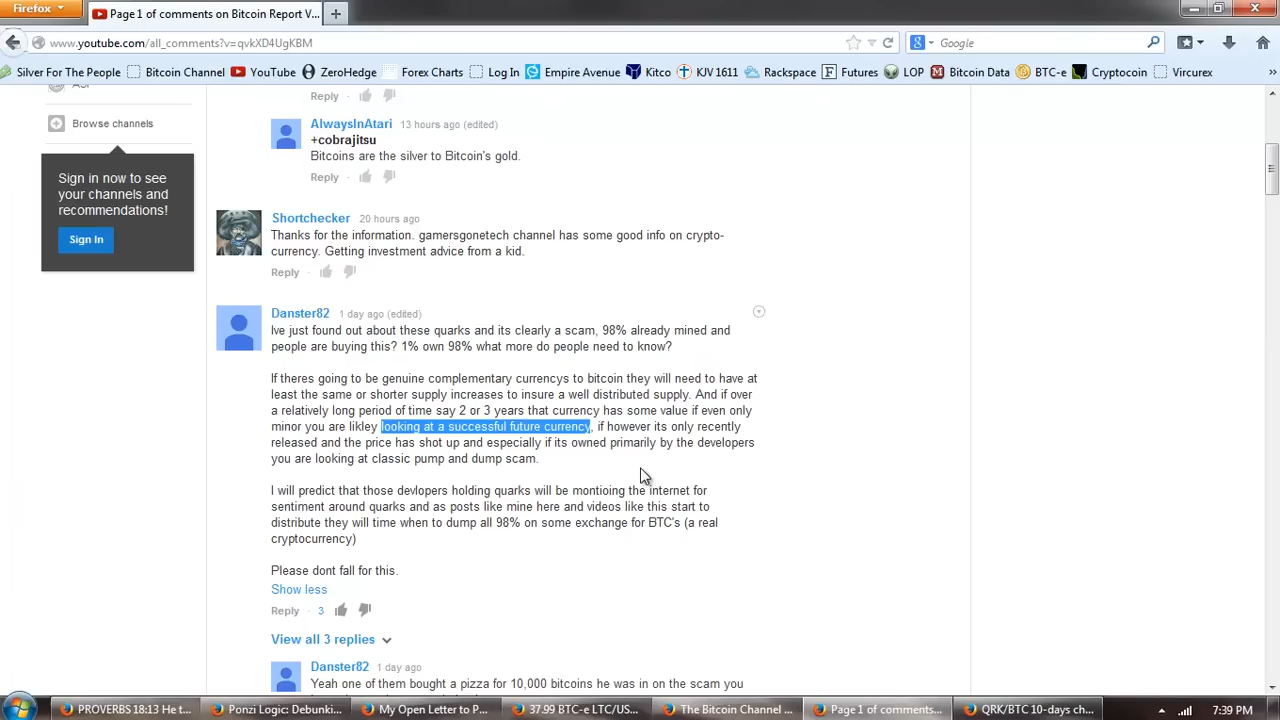 Firefox
Page 1 of comments on Bitcoin Report V...
www.youtube.com/all_comments?v=qvkXD4UgKBM
Google
Silver For The People Bitcoin Channel YouTube ZeroHedge Forex Charts Log In Empire Avenue Kitco KJV 1611 Rackspace Futures LOP Bitcoin Data BTC-e Cryptocoin Vircurex
Browse channels
Sign in now to see
your channels and
recommendations!
Sign In
Reply
AlwaysInAtari 13 hours ago (edited)
+cobrajitsu
Bitcoins are the silver to Bitcoin's gold.
Reply
Shortchecker 20 hours ago
Thanks for the information. gamersgonetech channel has some good info on crypto-
currency. Getting investment advice from a kid.
Reply
Danster82 1 day ago (edited)
Ive just found out about these quarks and its clearly a scam, 98% already mined and
people are buying this? 1% own 98% what more do people need to know?
If theres going to be genuine complementary currencys to bitcoin they will need to have at
least the same or shorter supply increases to insure a well distributed supply. And if over
a relatively long period of time say 2 or 3 years that currency has some value if even only
minor you are likley looking at a successful future currency, if however its only recently
released and the price has shot up and especially if its owned primarily by the developers
you are looking at classic pump and dump scam.
I will predict that those devlopers holding quarks will be montioing the internet for
sentiment around quarks and as posts like mine here and videos like this start to
distribute they will time when to dump all 98% on some exchange for BTC's (a real
cryptocurrency)
Please dont fall for this.
Show less
Reply 3
View all 3 replies
Danster82 1 day ago
Yeah one of them bought a pizza for 10,000 bitcoins he was in on the scam you
PROVERBS 18:13 He t... Ponzi Logic: Debunki... My Open Letter to P... 37.99 BTC-e LTC/US... The Bitcoin Channel ... Page 1 of comments... QRK/BTC 10-days ch... 7:39 PM